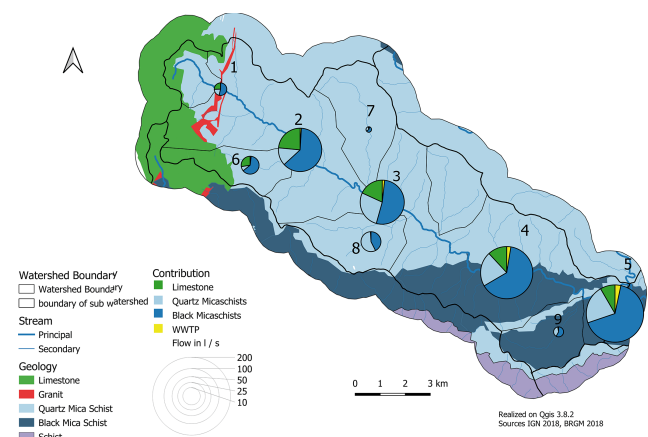 1
2
7
6
3
8
4
5
9
Watershed Boundary
Watershed Boundary
boundary of sub watershed
Stream
Principal
Secondary
Geology
Limestone
Granit
Quartz Mica Schist
Black Mica Schist
Schist
Contribution
Limestone
Quartz Micaschists
Black Micaschists
WWTP
Flow in l / s
200
100
50
25
10
0 1 2 3 km
Realized on Qgis 3.8.2
Sources IGN 2018, BRGM 2018